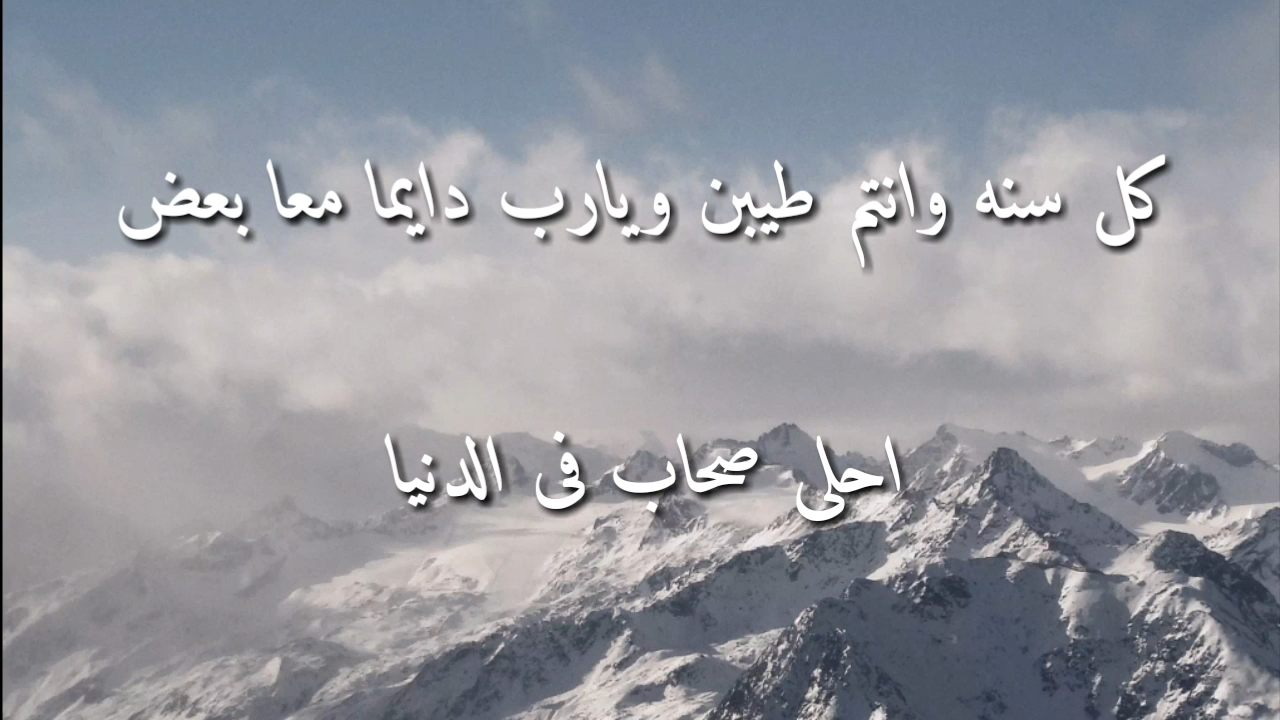 كل سنه وانتم طيبن ويارب دايما معا بعض
احلى صحاب فى الدنيا